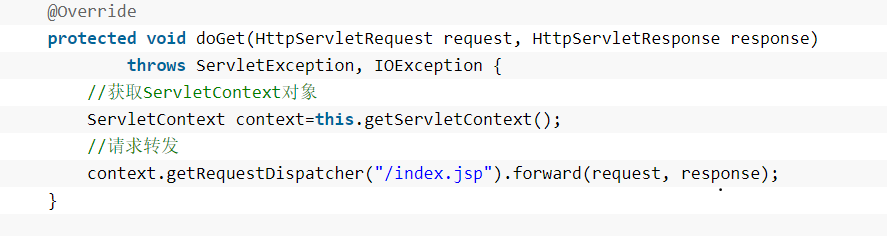 @Override
protected void doGet(HttpServletRequest request, HttpServletResponse response)
        throws ServletException, IOException {
    //获取ServletContext对象
    ServletContext context=this.getServletContext();
    //请求转发
    context.getRequestDispatcher("/index.jsp").forward(request, response);
}